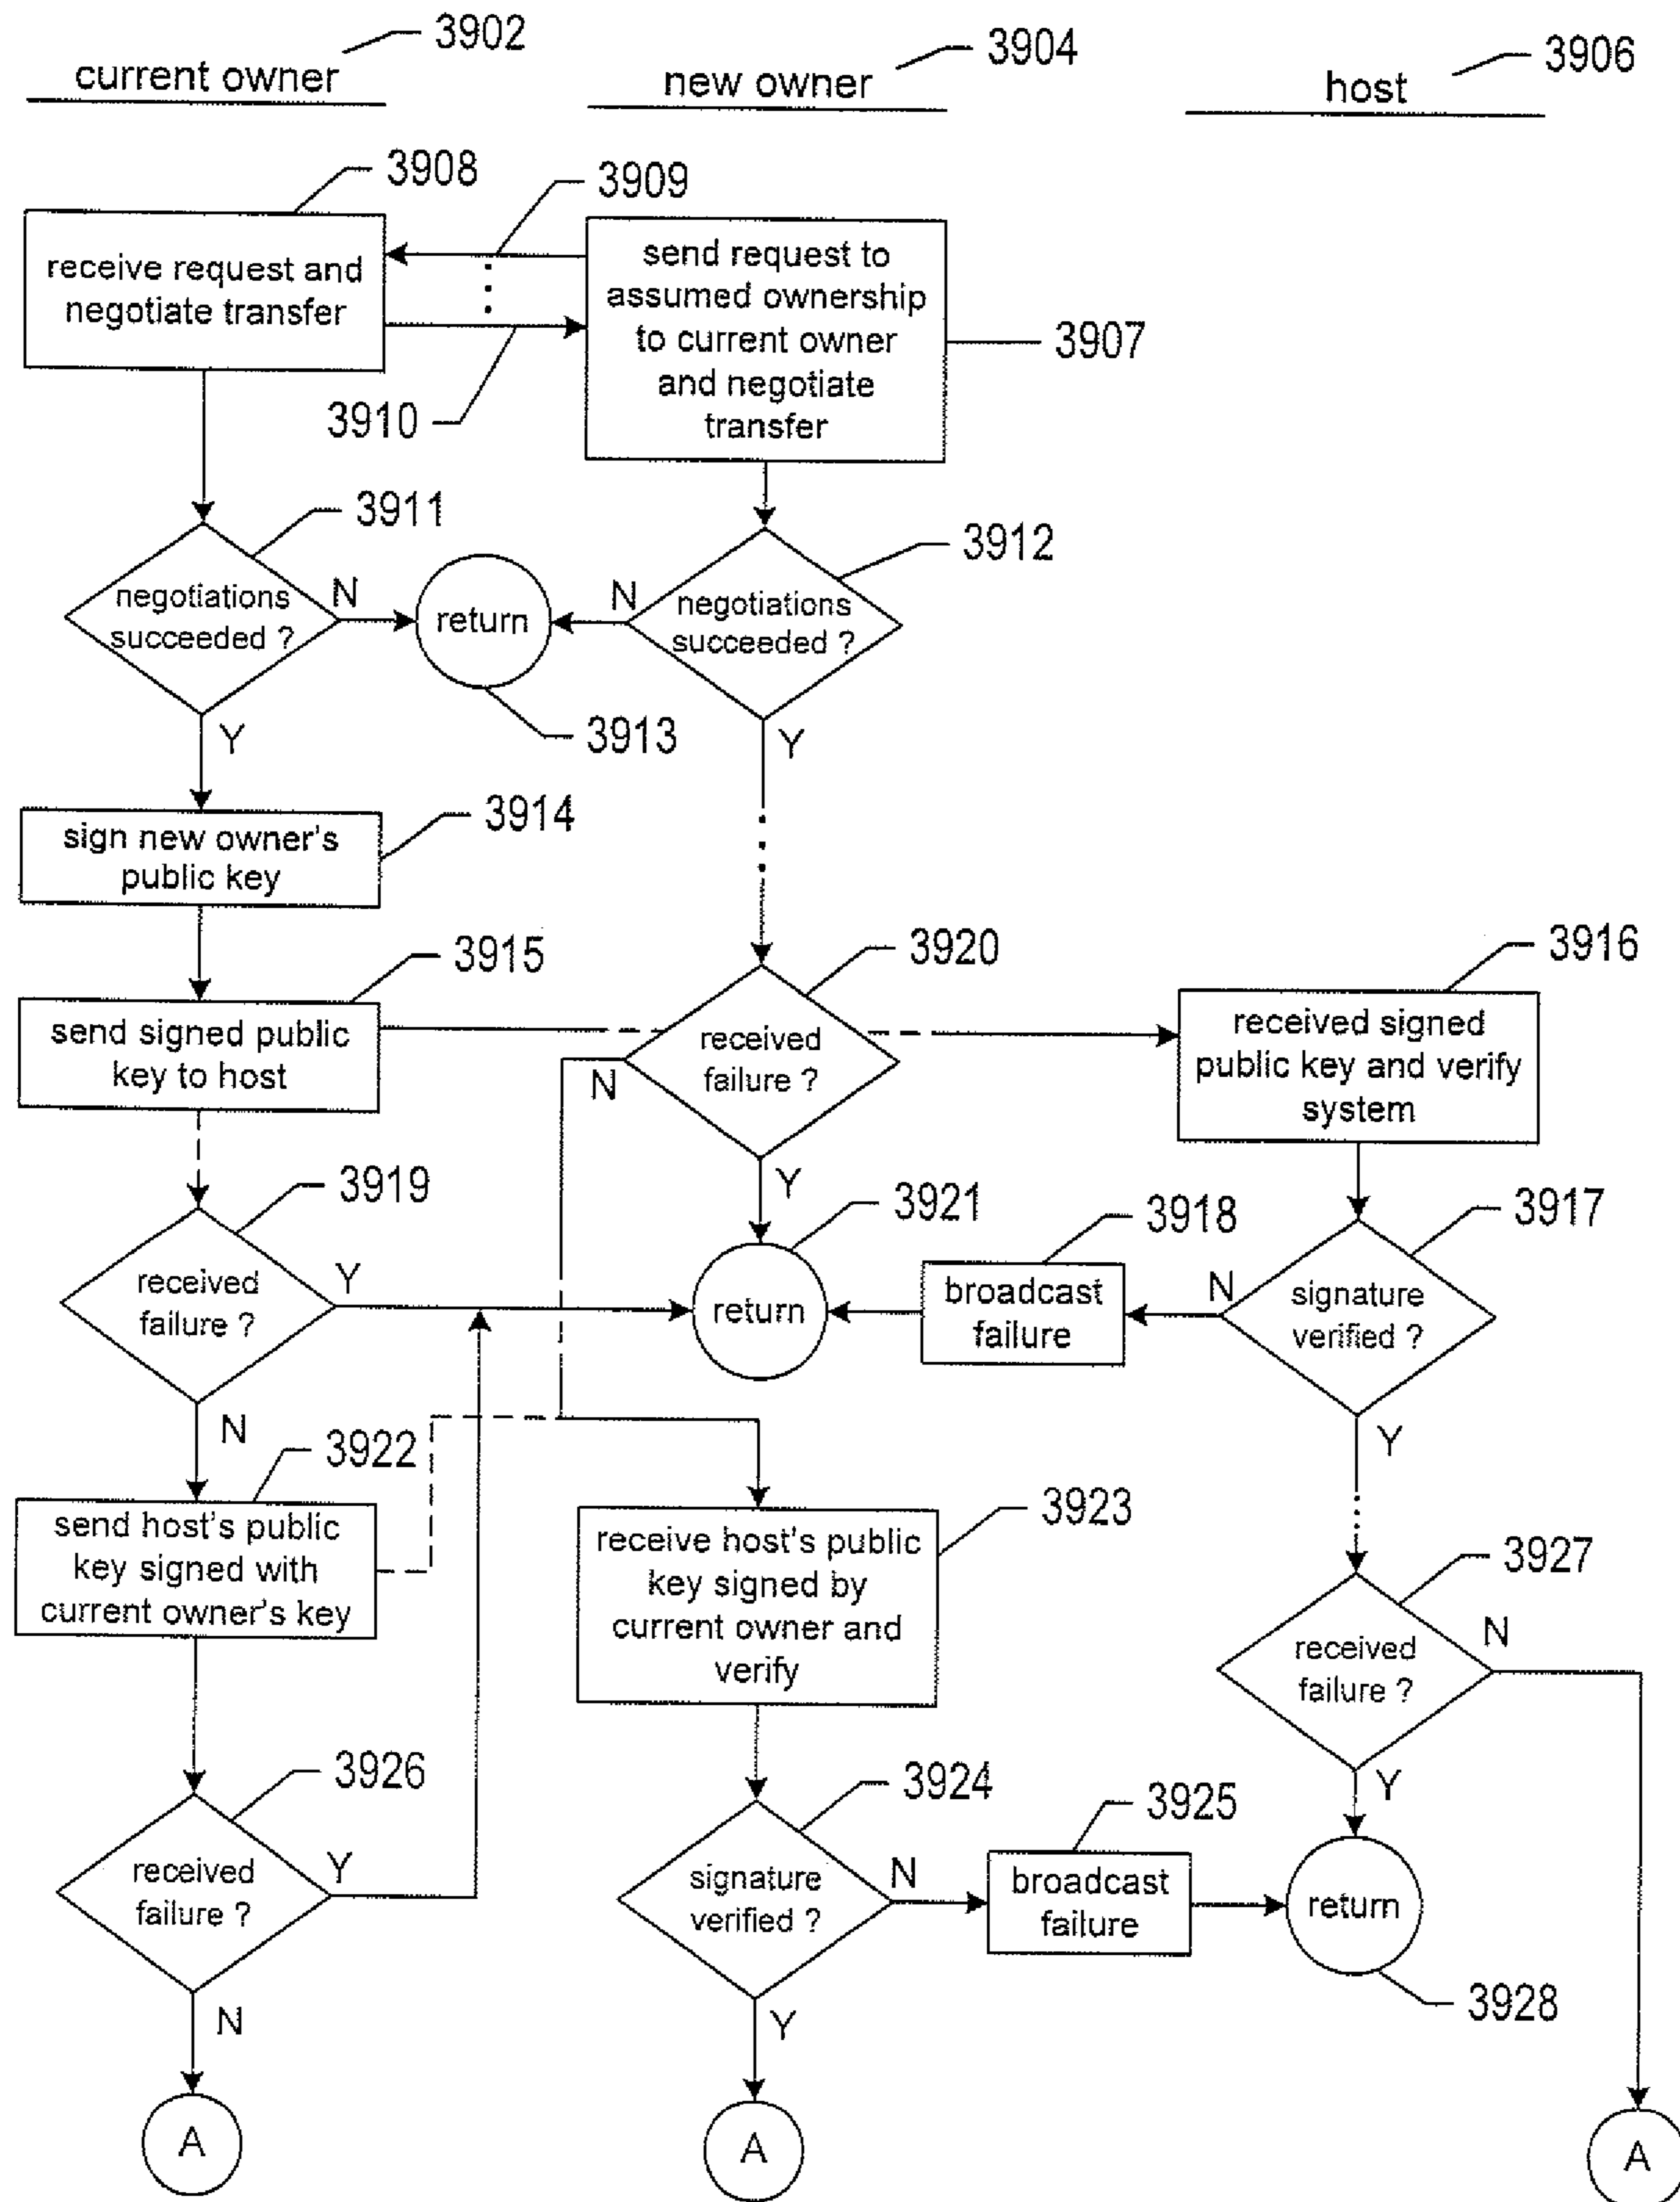 3902
3904
3906
current owner
new owner
host
3908
3909
receive request and
negotiate transfer
send request to
assumed ownership
to current owner
and negotiate
transfer
3907
3910
3911
3912
negotiations
succeeded ?
N
return
N
negotiations
succeeded ?
3913
Y
Y
3914
sign new owner's
public key
3915
3920
3916
send signed public
key to host
received
failure ?
N
received signed
public key and verify
system
3919
Y
3921
3918
3917
received
failure ?
Y
return
broadcast
failure
N
signature
verified ?
N
Y
3922
send host's public
key signed with
current owner's key
3923
receive host's public
key signed by
current owner and
verify
3927
received
failure ?
N
3926
3924
3925
Y
received
failure ?
Y
signature
verified ?
N
broadcast
failure
return
3928
N
Y
A
A
A